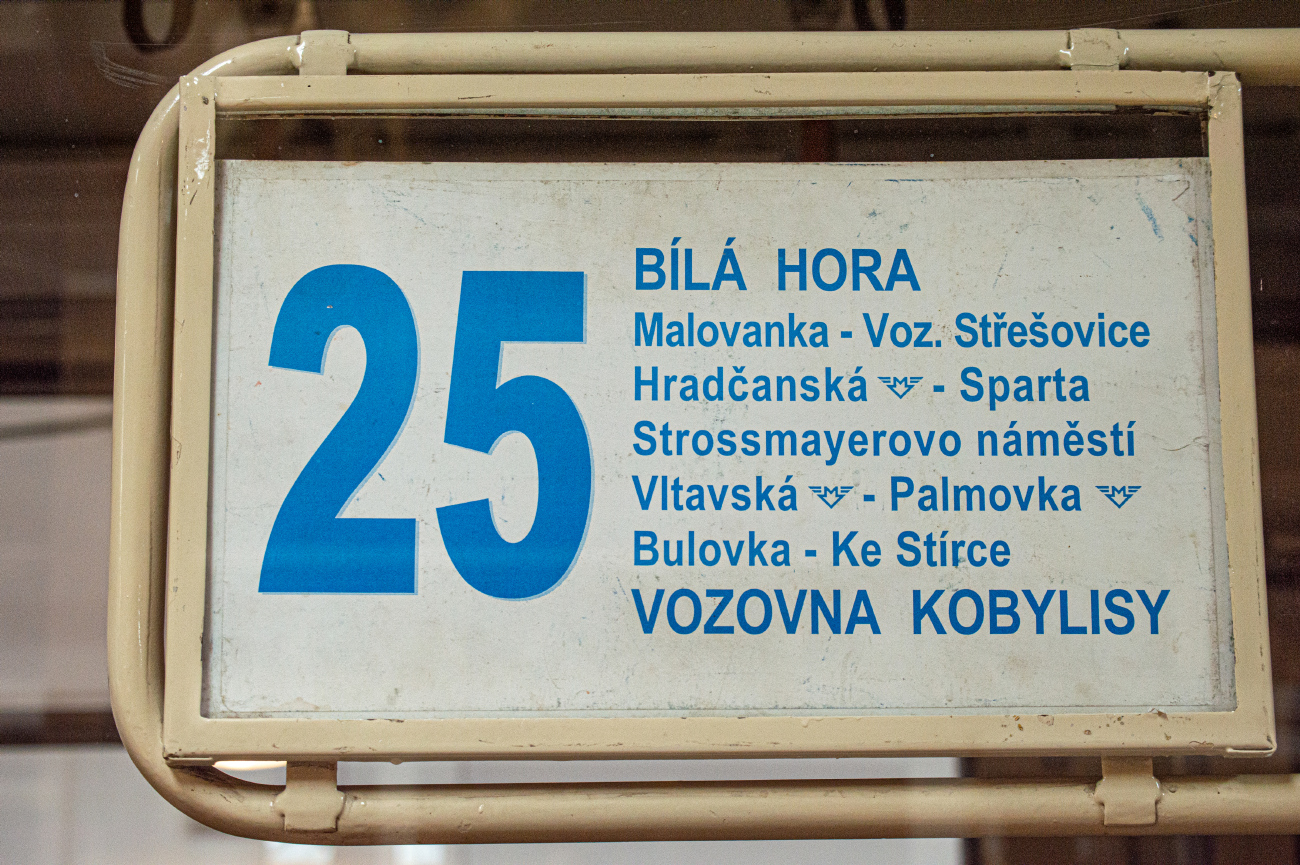 25
BÍLÁ HORA
Malovanka - Voz. Střešovice
Hradčanská M - Sparta
Strossmayerovo náměstí
Vltavská M - Palmovka M
Bulovka - Ke Stírce
VOZOVNA KOBYLISY